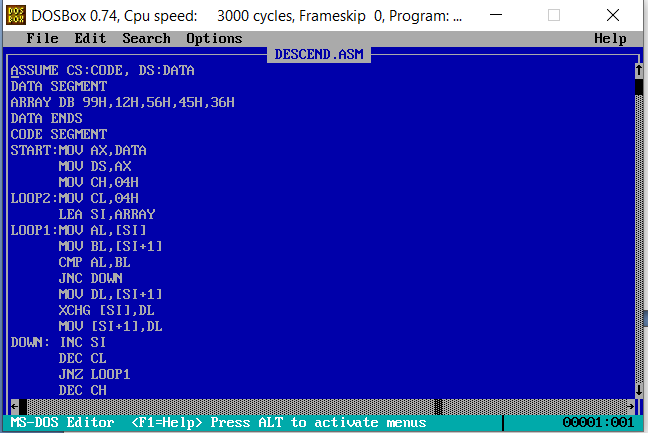 DOS BOX DOSBox 0.74, Cpu speed: 3000 cycles, Frameskip 0, Program: ...
File Edit Search Options Help
DESCEND.ASM
ASSUME CS:CODE, DS:DATA
DATA SEGMENT
ARRAY DB 99H,12H,56H,45H,36H
DATA ENDS
CODE SEGMENT
START:MOV AX,DATA
MOV DS,AX
MOV CH,04H
LOOP2:MOV CL,04H
LEA SI,ARRAY
LOOP1:MOV AL,[SI]
MOV BL,[SI+1]
CMP AL,BL
JNC DOWN
MOV DL,[SI+1]
XCHG [SI],DL
MOV [SI+1],DL
DOWN: INC SI
DEC CL
JNZ LOOP1
DEC CH
MS-DOS Editor <F1=Help> Press ALT to activate menus 00001:001